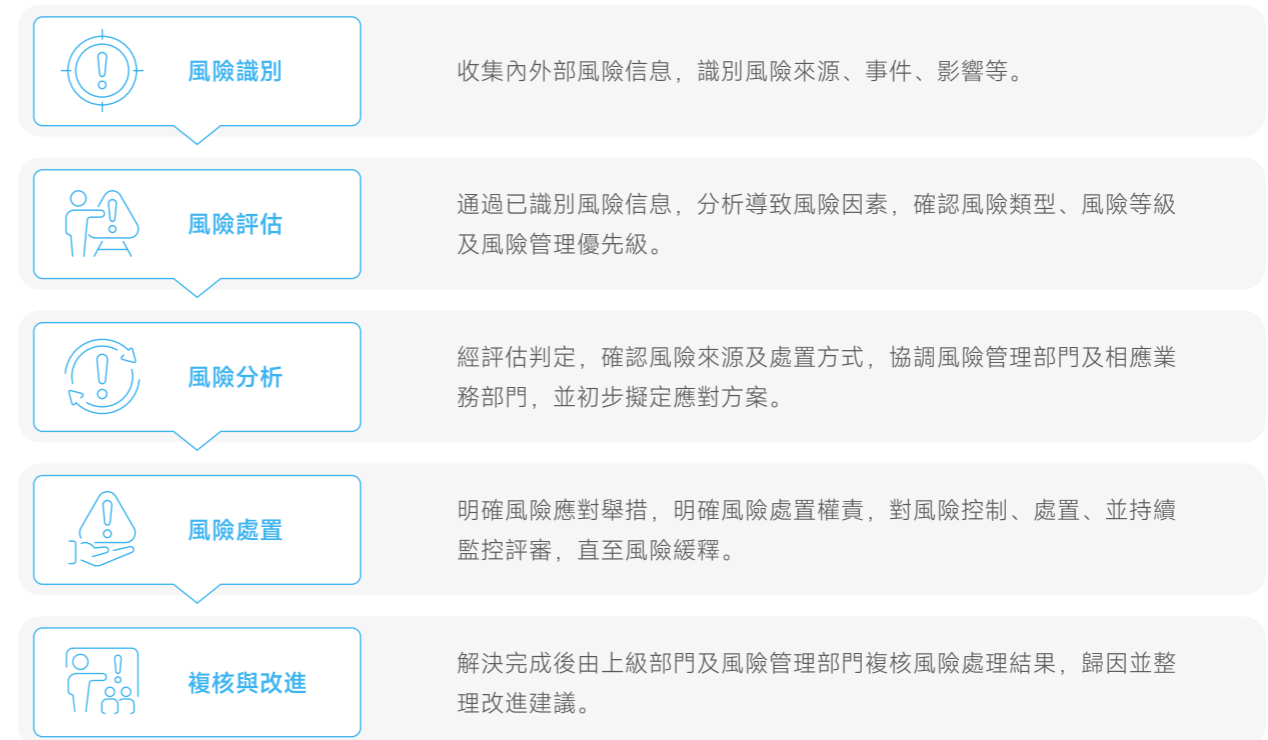 風險識別
收集內外部風險信息，識別風險來源、事件、影響等。
風險評估
通過已識別風險信息，分析導致風險因素，確認風險類型、風險等級
及風險管理優先級。
風險分析
經評估判定，確認風險來源及處置方式，協調風險管理部門及相應業
務部門，並初步擬定應對方案。
風險處置
明確風險應對舉措，明確風險處置權責，對風險控制、處置、並持續
監控評審，直至風險緩釋。
複核與改進
解決完成後由上級部門及風險管理部門複核風險處理結果，歸因並整
理改進建議。